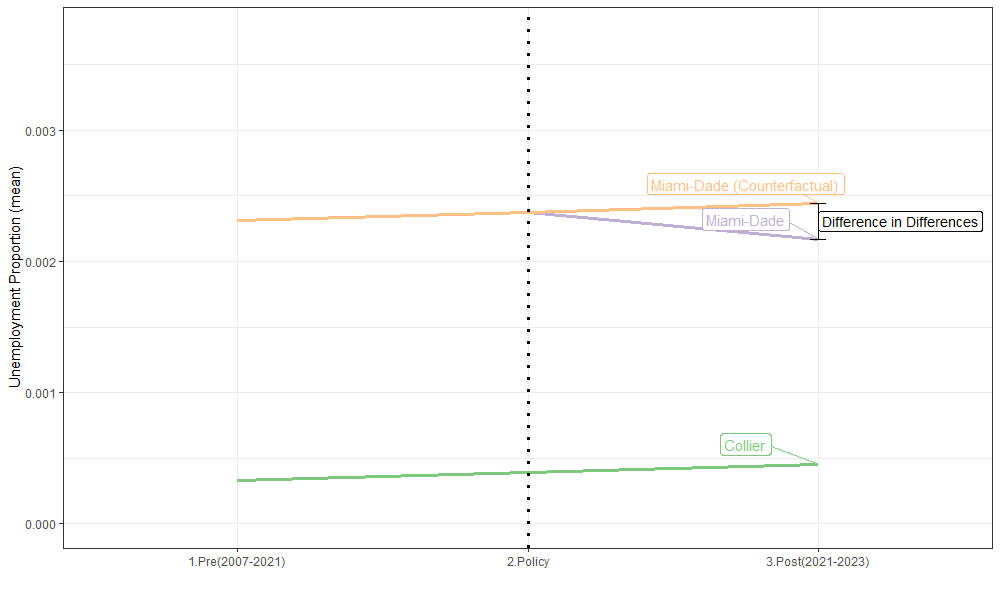 Unemployment Proportion (mean)
0.003
0.002
0.001
0.000
Miami-Dade (Counterfactual)
Miami-Dade
Difference in Differences
Collier
1.Pre(2007-2021)
2.Policy
3.Post(2021-2023)